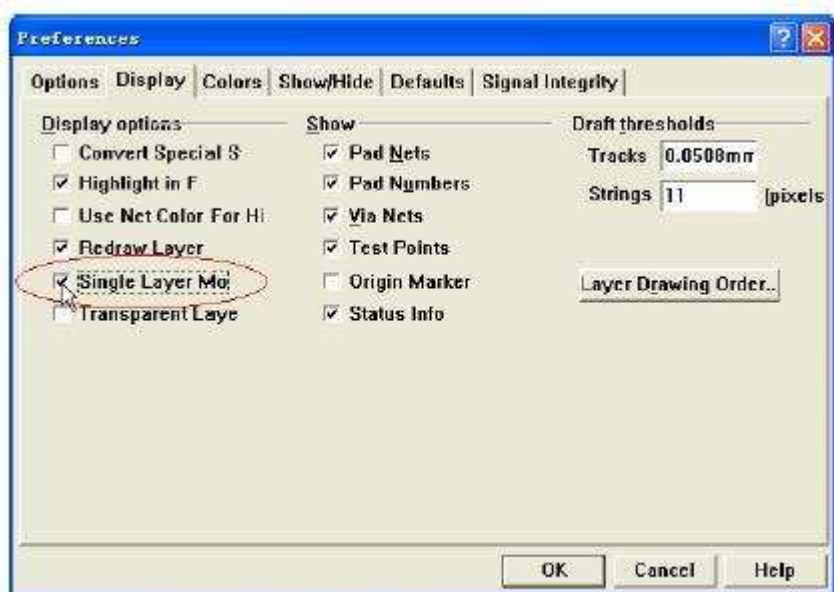 Preferences
Options Display Colors Show/Hide Defaults Signal Integrity
Display options
Convert Special S
Highlight in F
Use Net Color For Hi
Redraw Layer
Single Layer Mo
Transparent Laye
Show
Pad Nets
Pad Numbers
Via Nets
Test Points
Origin Marker
Status Info
Draft thresholds
Tracks 0.0508mm
Strings 11 [pixels
Layer Drawing Order..
OK Cancel Help